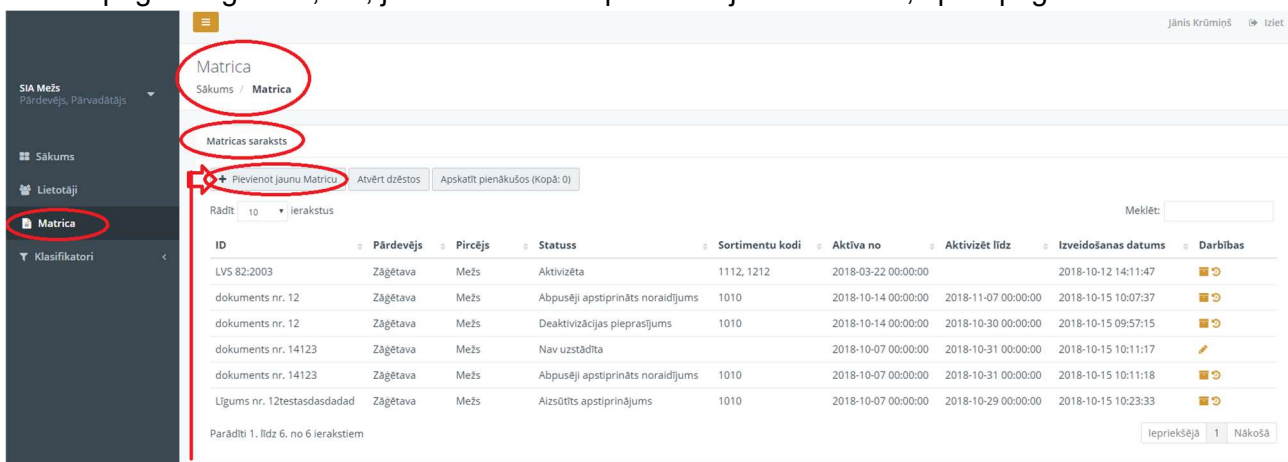 Jānis Krūmiņš Iziet
SIA Mežs
Pārdevējs, Pārvadātājs
Sākums
Lietotāji
Matrica
Klasifikatori
Matrica
Sākums / Matrica
Matricas saraksts
+ Pievienot jaunu Matricu Atvērt dzēstos Apskatīt pienākušos (Kopā: 0)
Rādīt 10 ierakstus Meklēt:
ID Pārdevējs Pircējs Statuss Sortimentu kodi Aktīva no Aktivizēt līdz Izveidošanas datums Darbības
LVS 82:2003 Zāģētava Mežs Aktivizēta 1112, 1212 2018-03-22 00:00:00 2018-10-12 14:11:47
dokuments nr. 12 Zāģētava Mežs Abpusēji apstiprināts noraidījums 1010 2018-10-14 00:00:00 2018-11-07 00:00:00 2018-10-15 10:07:37
dokuments nr. 12 Zāģētava Mežs Deaktivizācijas pieprasījums 1010 2018-10-14 00:00:00 2018-10-30 00:00:00 2018-10-15 09:57:15
dokuments nr. 14123 Zāģētava Mežs Nav uzstādīta 2018-10-07 00:00:00 2018-10-31 00:00:00 2018-10-15 10:11:17
dokuments nr. 14123 Zāģētava Mežs Abpusēji apstiprināts noraidījums 1010 2018-10-07 00:00:00 2018-10-31 00:00:00 2018-10-15 10:11:18
Līgums nr. 12testasdasdadad Zāģētava Mežs Aizsūtīts apstiprinājums 1010 2018-10-07 00:00:00 2018-10-29 00:00:00 2018-10-15 10:23:33
Parādīti 1. līdz 6. no 6 ierakstiem Iepriekšējā 1 Nākošā